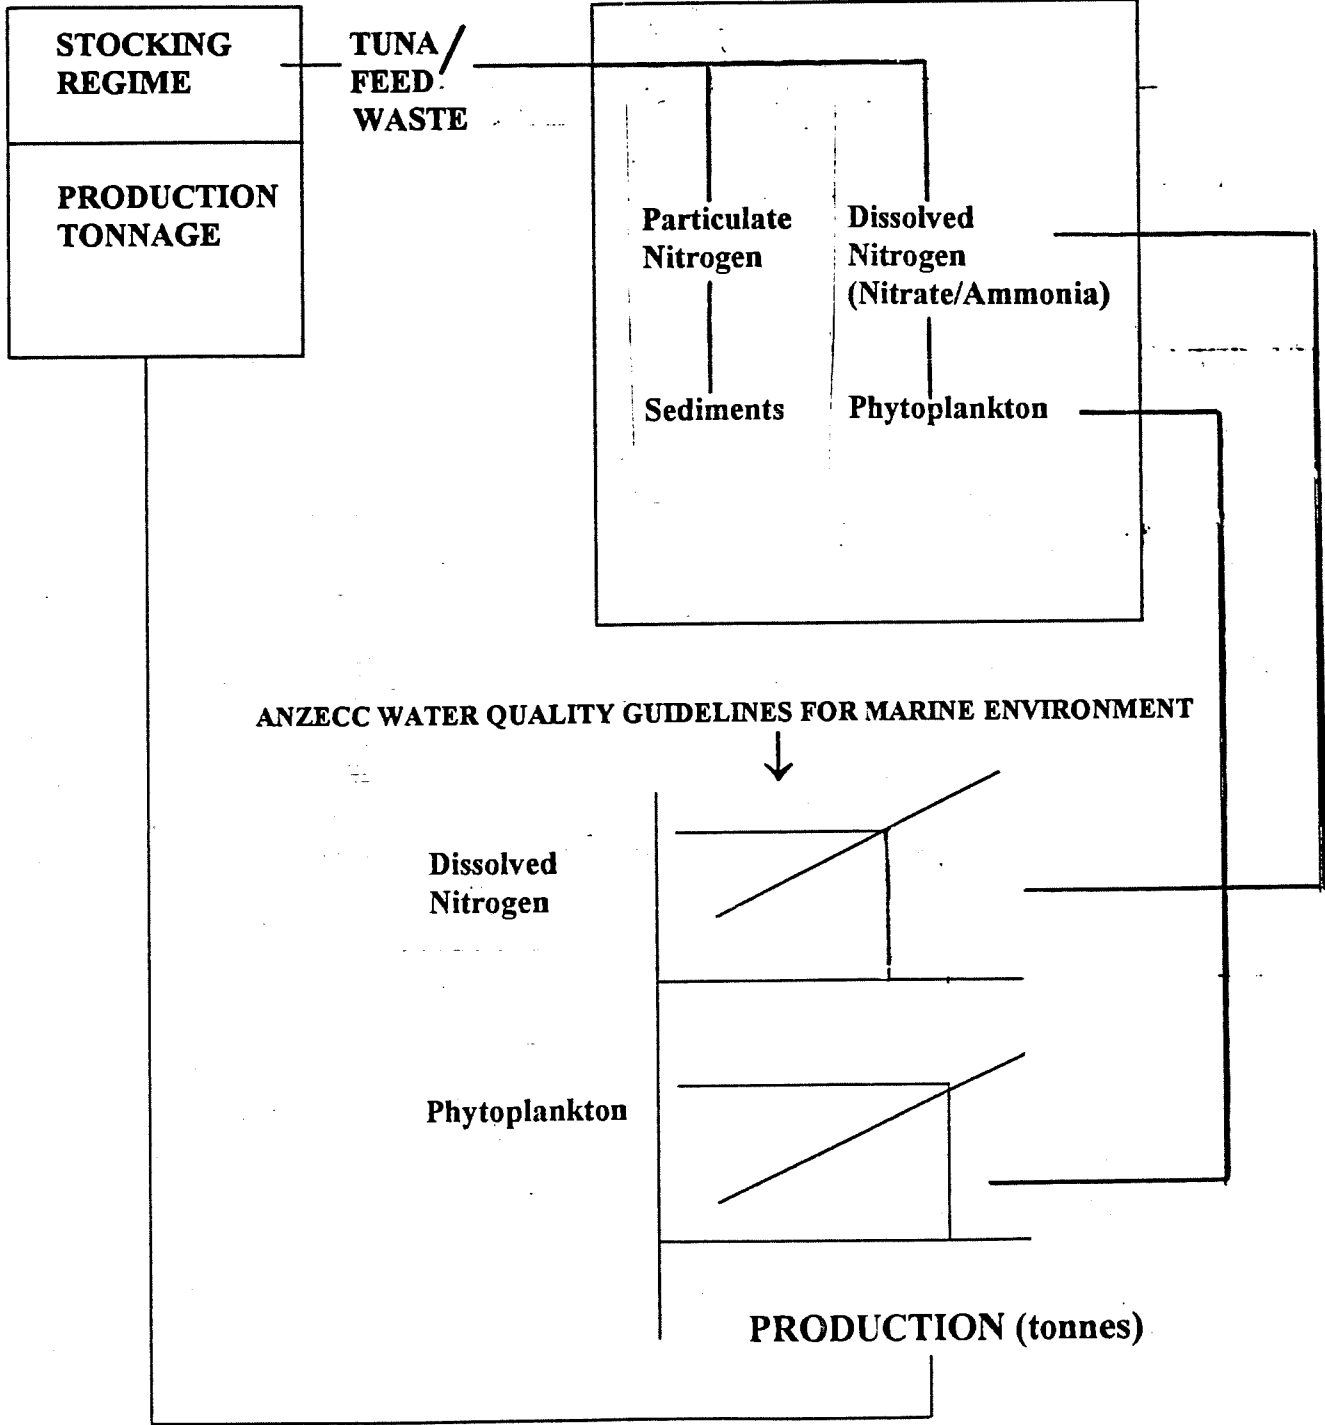 STOCKING
REGIME
TUNA/
FEED
WASTE
PRODUCTION
TONNAGE
Particulate
Nitrogen
Dissolved
Nitrogen
(Nitrate/Ammonia)
Sediments
Phytoplankton
ANZECC WATER QUALITY GUIDELINES FOR MARINE ENVIRONMENT
Dissolved
Nitrogen
Phytoplankton
PRODUCTION (tonnes)